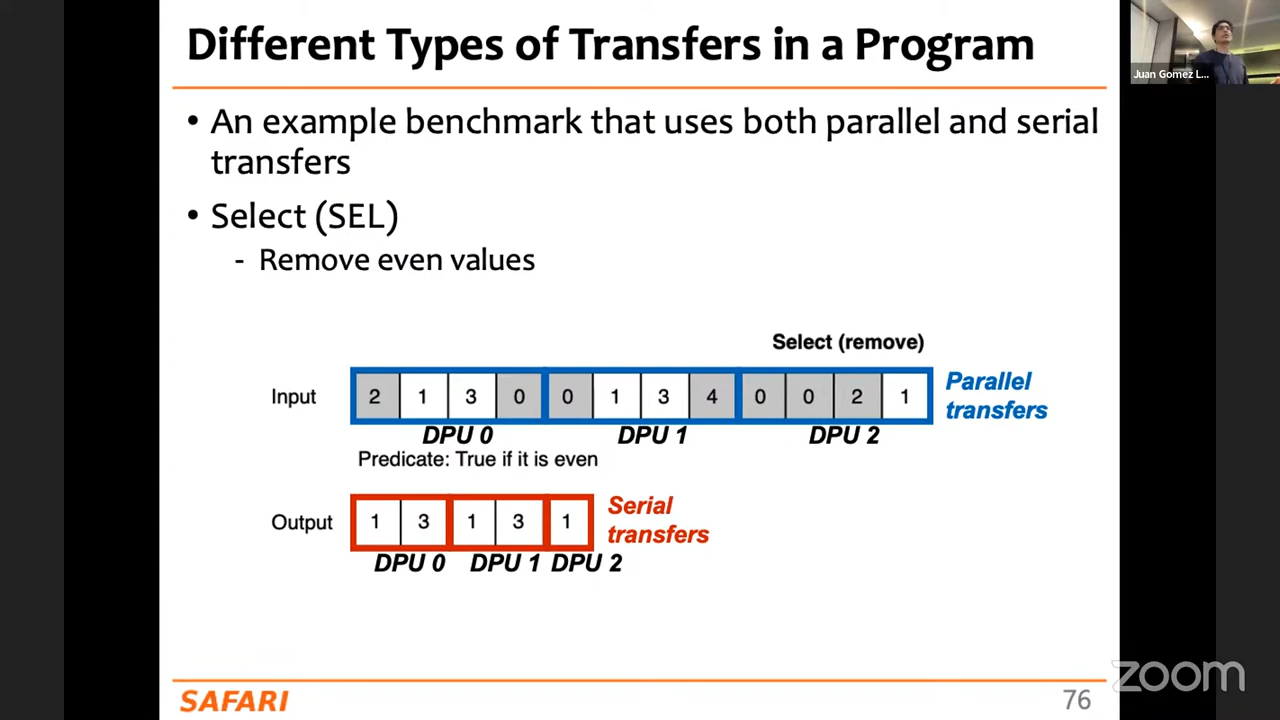 Different Types of Transfers in a Program
Juan Gomez L...
• An example benchmark that uses both parallel and serial
transfers
• Select (SEL)
- Remove even values
Select (remove)
Input 2 1 3 0 0 1 3 4 0 0 2 1 Parallel
transfers
DPU 0 DPU 1 DPU 2
Predicate: True if it is even
Output 1 3 1 3 1 Serial
transfers
DPU 0 DPU 1 DPU 2
SAFARI
76
zoom